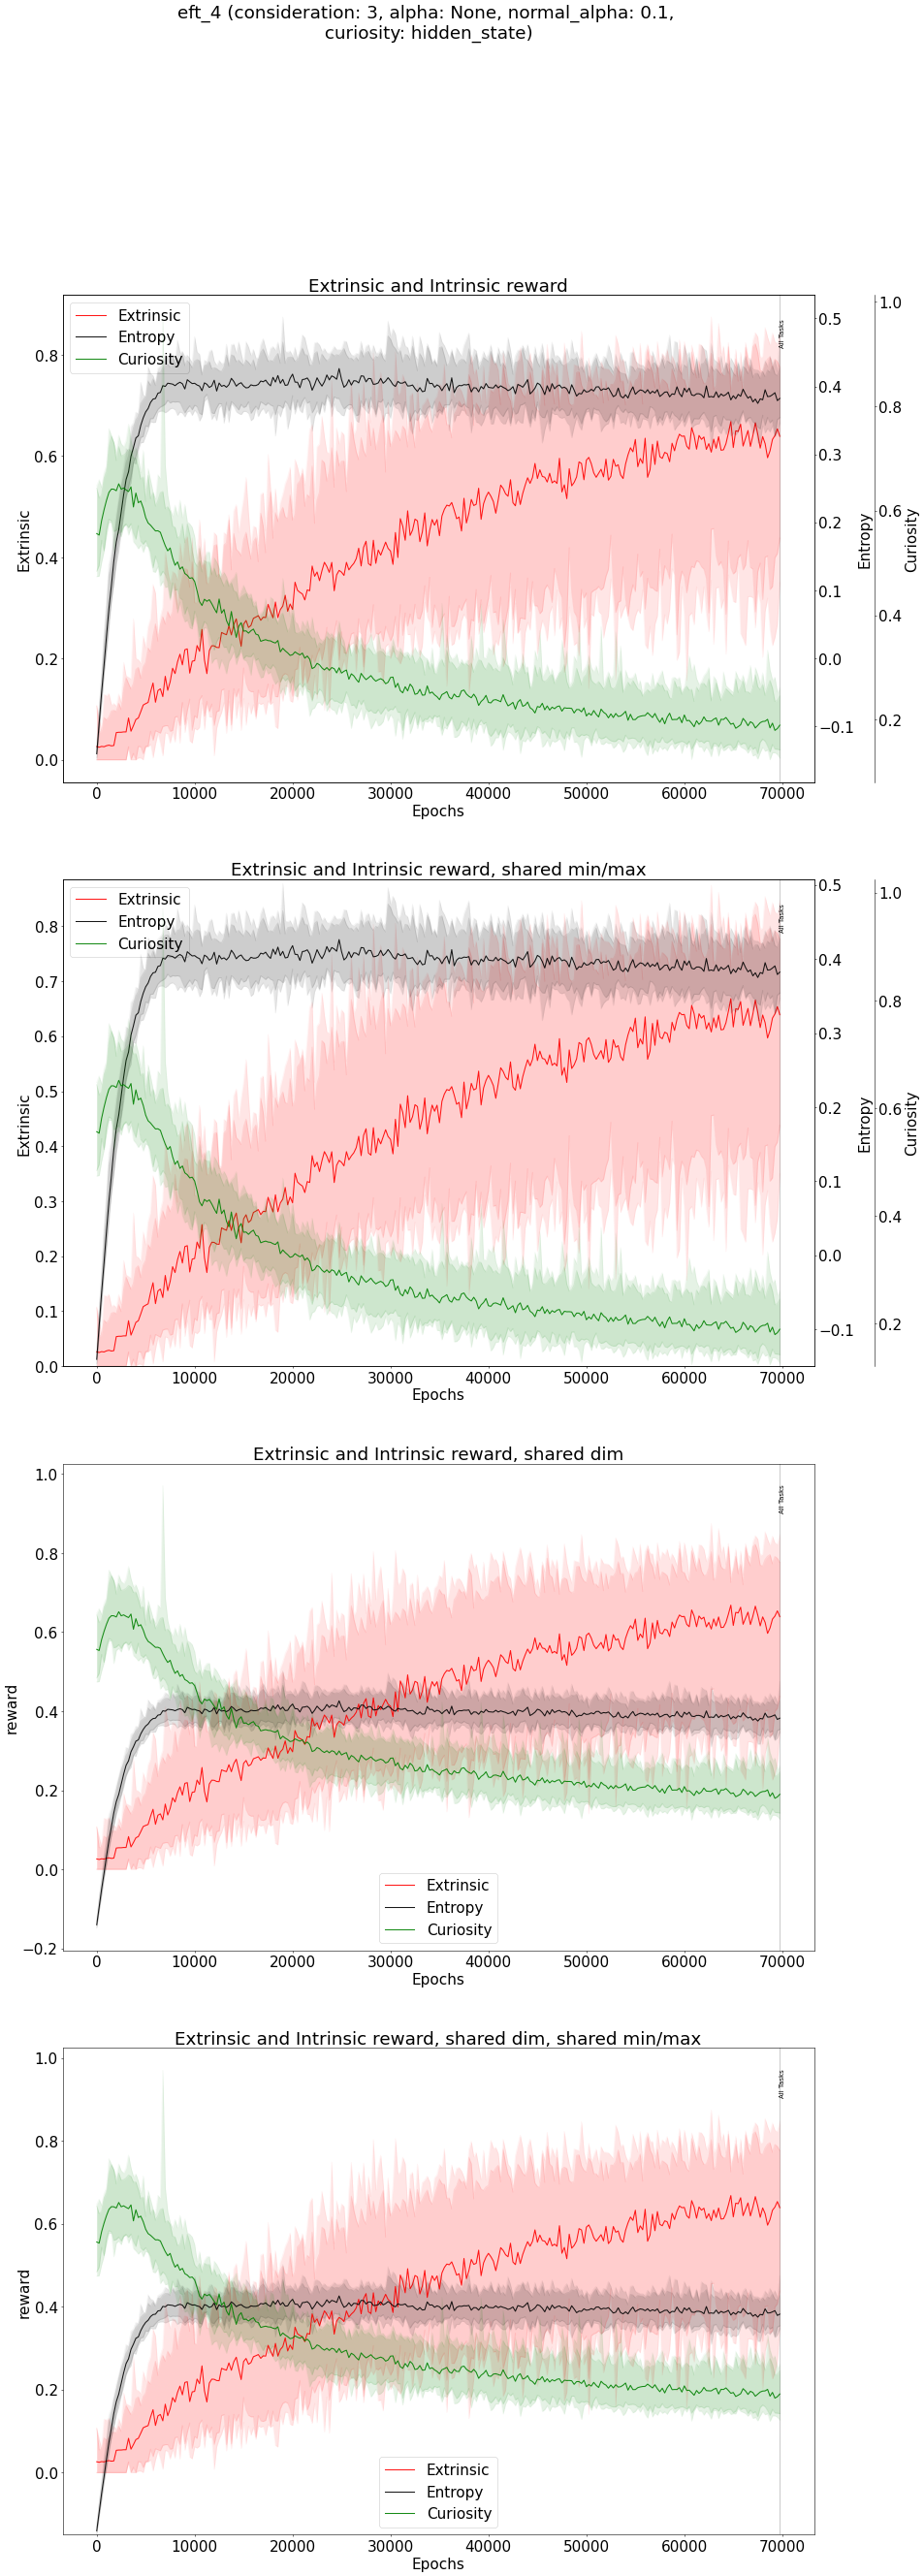 eft_4 (consideration: 3, alpha: None, normal_alpha: 0.1,
curiosity: hidden_state)
Extrinsic and Intrinsic reward
Extrinsic
Entropy
Curiosity
All Tasks
0.8
0.6
0.4
0.2
0.0
Extrinsic
0.5
0.4
0.3
0.2
0.1
0.0
−0.1
Entropy
1.0
0.8
0.6
0.4
0.2
Curiosity
0 10000 20000 30000 40000 50000 60000 70000
Epochs
Extrinsic and Intrinsic reward, shared min/max
Extrinsic
Entropy
Curiosity
All Tasks
0.8
0.7
0.6
0.5
0.4
0.3
0.2
0.1
0.0
Extrinsic
0.5
0.4
0.3
0.2
0.1
0.0
−0.1
Entropy
1.0
0.8
0.6
0.4
0.2
Curiosity
0 10000 20000 30000 40000 50000 60000 70000
Epochs
Extrinsic and Intrinsic reward, shared dim
All Tasks
1.0
0.8
0.6
0.4
0.2
0.0
−0.2
reward
Extrinsic
Entropy
Curiosity
0 10000 20000 30000 40000 50000 60000 70000
Epochs
Extrinsic and Intrinsic reward, shared dim, shared min/max
All Tasks
1.0
0.8
0.6
0.4
0.2
0.0
reward
Extrinsic
Entropy
Curiosity
0 10000 20000 30000 40000 50000 60000 70000
Epochs